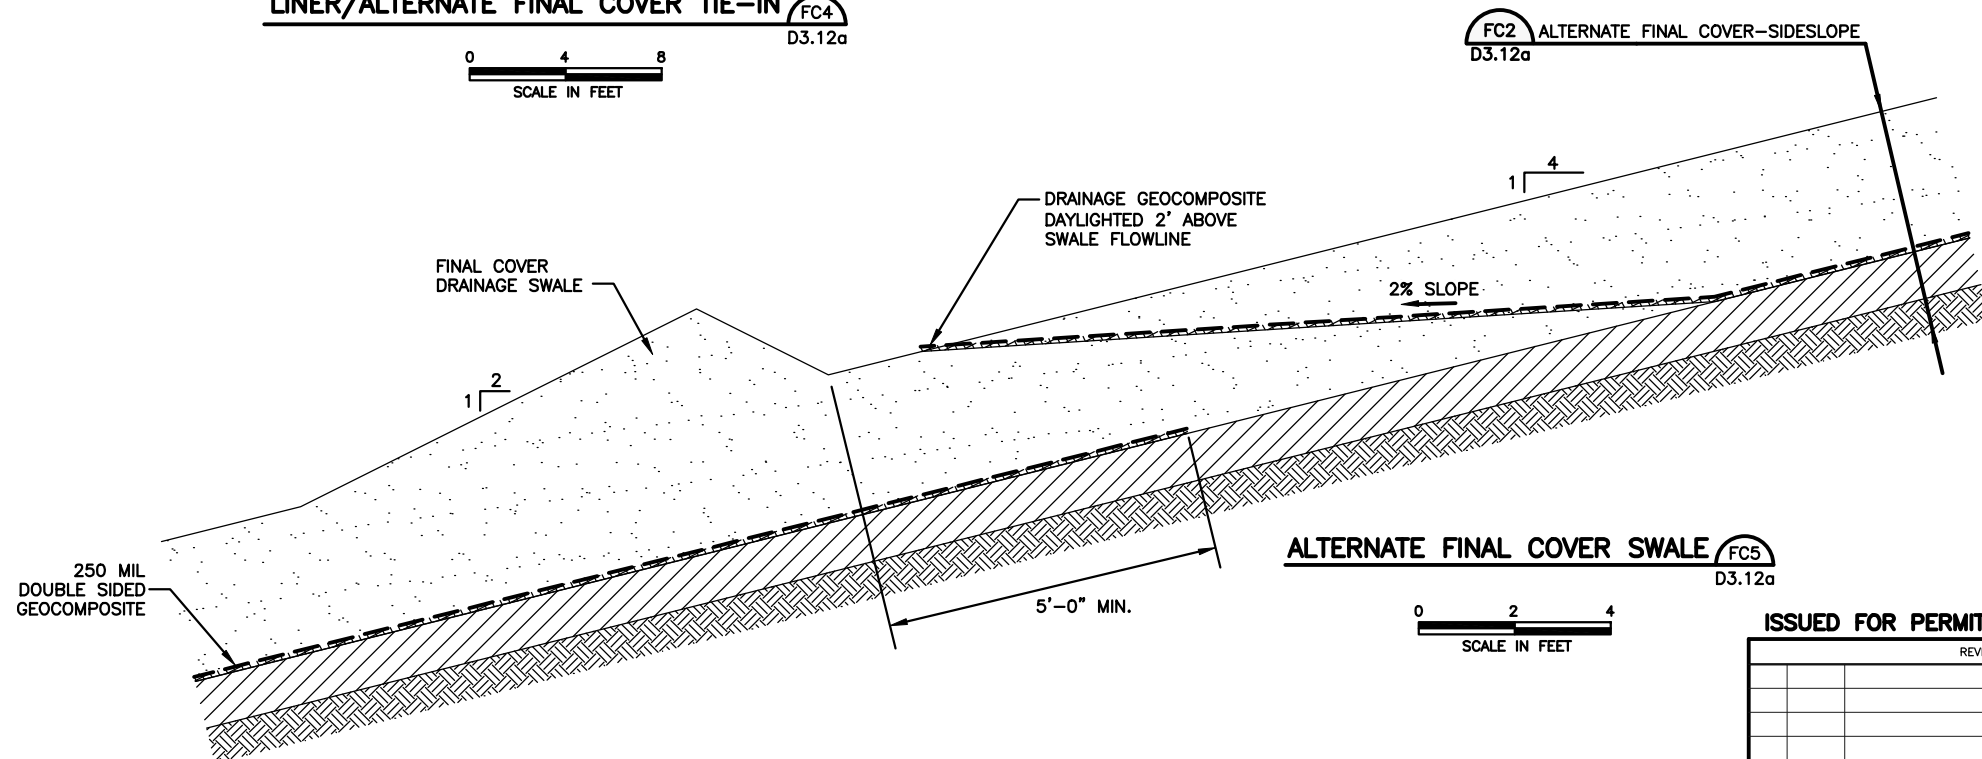 LINER/ALTERNATE FINAL COVER TIE-IN
FC4
D3.12a
0 4 8
SCALE IN FEET
FC2
ALTERNATE FINAL COVER-SIDESLOPE
D3.12a
1 4
DRAINAGE GEOCOMPOSITE
DAYLIGHTED 2' ABOVE
SWALE FLOWLINE
FINAL COVER
DRAINAGE SWALE
2% SLOPE
1 2
250 MIL
DOUBLE SIDED
GEOCOMPOSITE
5'-0" MIN.
ALTERNATE FINAL COVER SWALE
FC5
D3.12a
0 2 4
SCALE IN FEET
ISSUED FOR PERMIT
REV